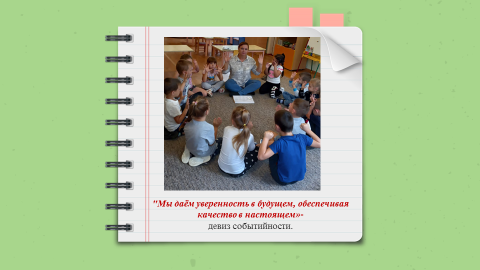 "Мы даём уверенность в будущем, обеспечивая
качество в настоящем»-
девиз событийности.